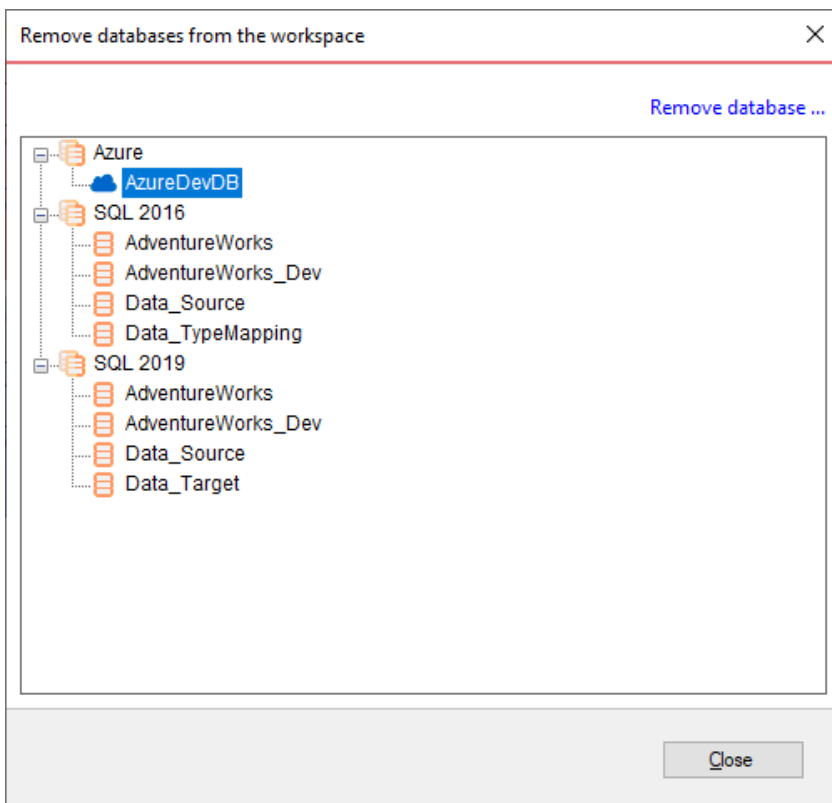 Remove databases from the workspace
Remove database ...
Azure
AzureDevDB
SQL 2016
AdventureWorks
AdventureWorks_Dev
Data_Source
Data_TypeMapping
SQL 2019
AdventureWorks
AdventureWorks_Dev
Data_Source
Data_Target
Close